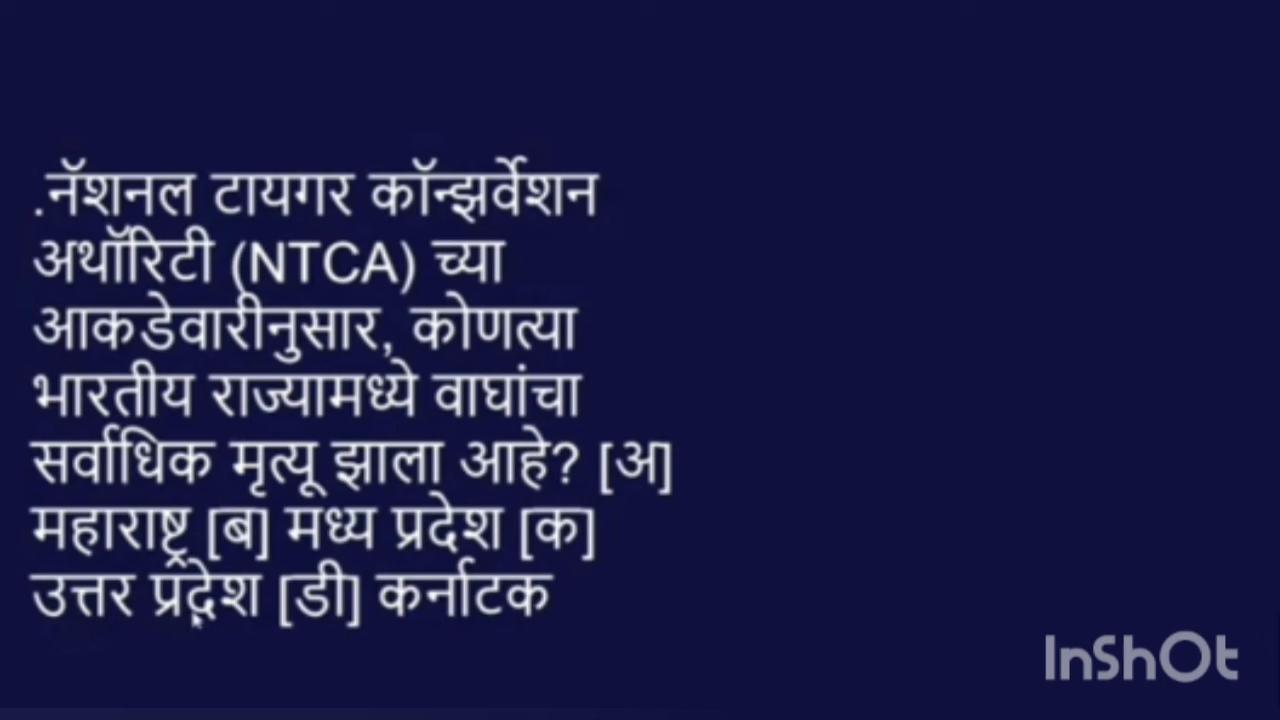 .नॅशनल टायगर कॉन्झर्वेशन
अथॉरिटी (NTCA) च्या
आकडेवारीनुसार, कोणत्या
भारतीय राज्यामध्ये वाघांचा
सर्वाधिक मृत्यू झाला आहे? [अ]
महाराष्ट्र [ब] मध्य प्रदेश [क]
उत्तर प्रदेश [डी] कर्नाटक
InShOt